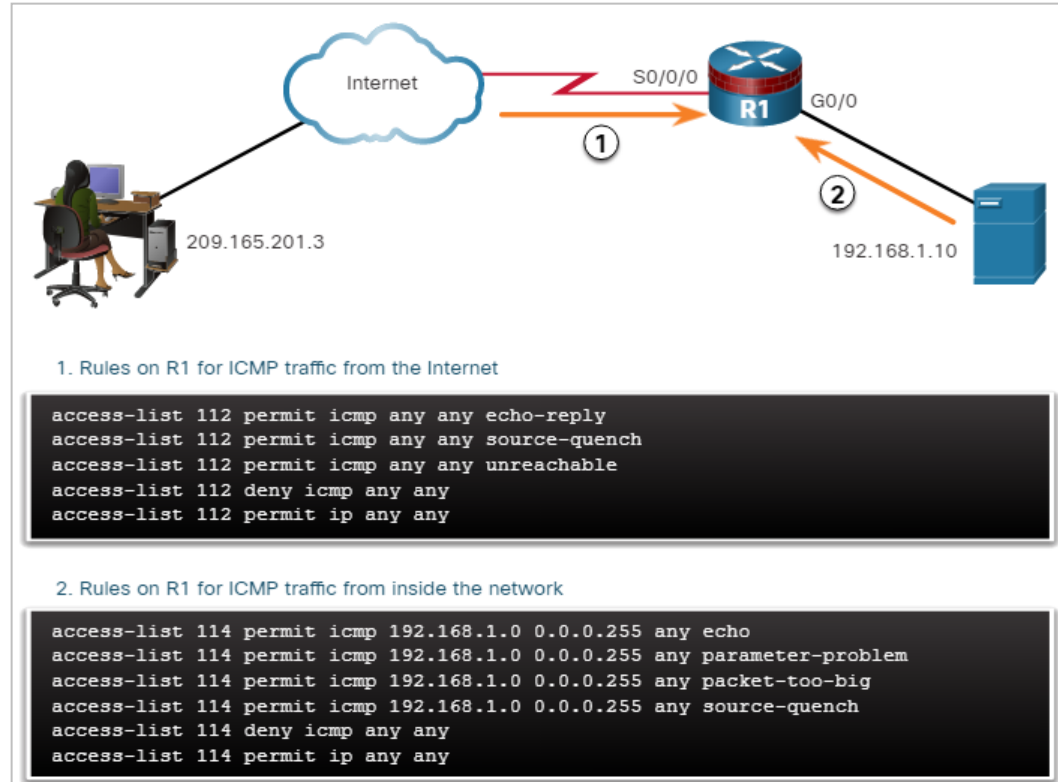 Internet
S0/0/0
R1
G0/0
1
2
209.165.201.3
192.168.1.10
1. Rules on R1 for ICMP traffic from the Internet
access-list 112 permit icmp any any echo-reply
access-list 112 permit icmp any any source-quench
access-list 112 permit icmp any any unreachable
access-list 112 deny icmp any any
access-list 112 permit ip any any
2. Rules on R1 for ICMP traffic from inside the network
access-list 114 permit icmp 192.168.1.0 0.0.0.255 any echo
access-list 114 permit icmp 192.168.1.0 0.0.0.255 any parameter-problem
access-list 114 permit icmp 192.168.1.0 0.0.0.255 any packet-too-big
access-list 114 permit icmp 192.168.1.0 0.0.0.255 any source-quench
access-list 114 deny icmp any any
access-list 114 permit ip any any